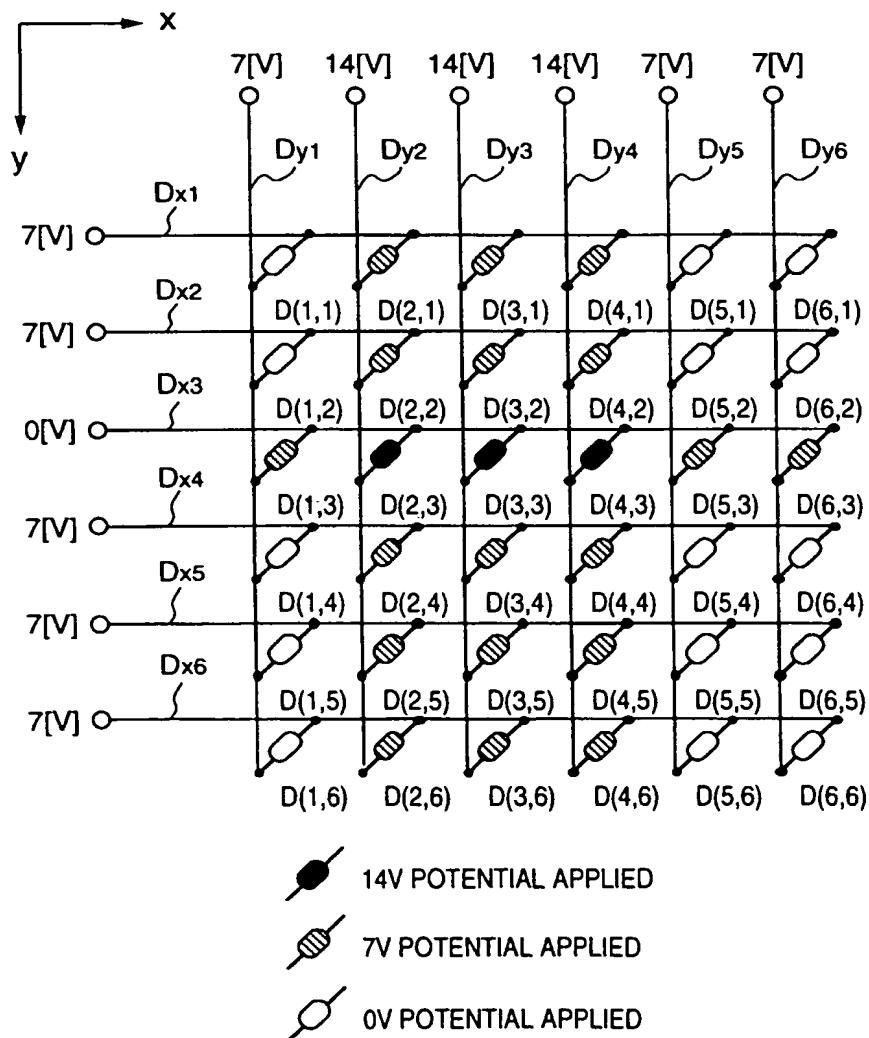 x
7[V] 14[V] 14[V] 14[V] 7[V] 7[V]
y
Dy1 Dy2 Dy3 Dy4 Dy5 Dy6
Dx1
7[V]
Dx2
D(1,1) D(2,1) D(3,1) D(4,1) D(5,1) D(6,1)
7[V]
Dx3
D(1,2) D(2,2) D(3,2) D(4,2) D(5,2) D(6,2)
0[V]
Dx4
D(1,3) D(2,3) D(3,3) D(4,3) D(5,3) D(6,3)
7[V]
Dx5
D(1,4) D(2,4) D(3,4) D(4,4) D(5,4) D(6,4)
7[V]
Dx6
D(1,5) D(2,5) D(3,5) D(4,5) D(5,5) D(6,5)
7[V]
D(1,6) D(2,6) D(3,6) D(4,6) D(5,6) D(6,6)
14V POTENTIAL APPLIED
7V POTENTIAL APPLIED
0V POTENTIAL APPLIED